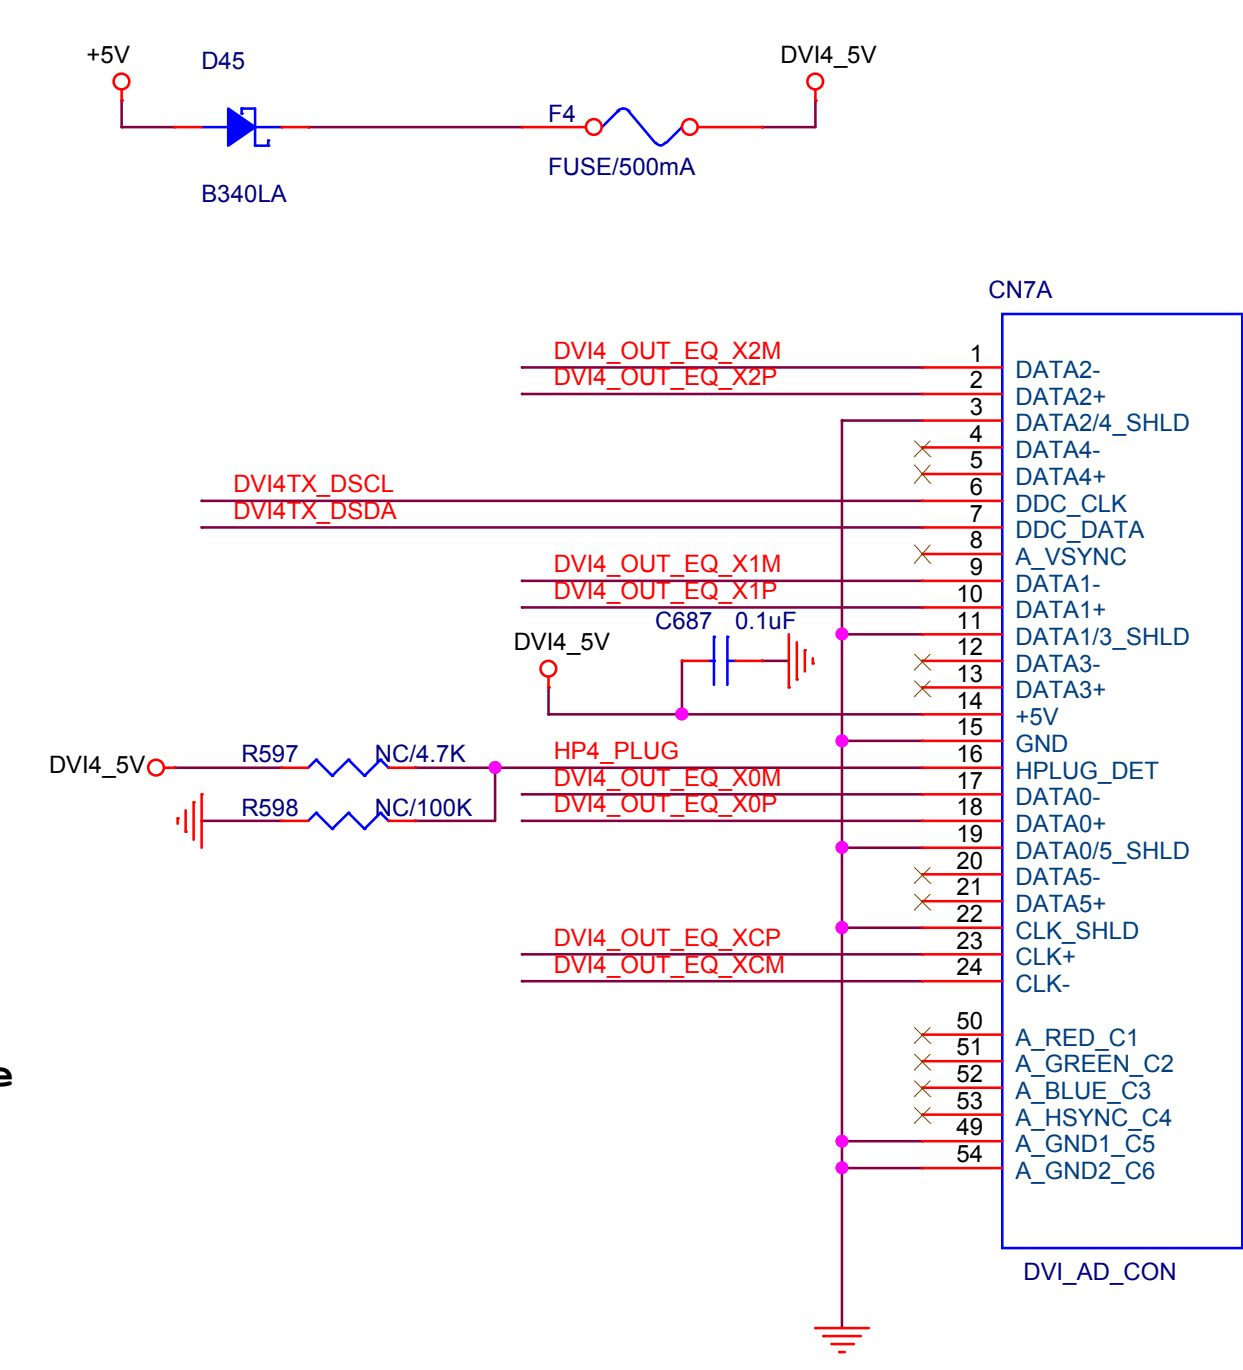 +5V
D45
DVI4_5V
F4
FUSE/500mA
B340LA
CN7A
DVI4_OUT_EQ_X2M 1 DATA2-
DVI4_OUT_EQ_X2P 2 DATA2+
3 DATA2/4_SHLD
4 DATA4-
5 DATA4+
DVI4TX_DSCL 6 DDC_CLK
DVI4TX_DSDA 7 DDC_DATA
8 A_VSYNC
DVI4_OUT_EQ_X1M 9 DATA1-
DVI4_OUT_EQ_X1P 10 DATA1+
C687 0.1uF
11 DATA1/3_SHLD
DVI4_5V
12 DATA3-
13 DATA3+
14 +5V
15 GND
DVI4_5V R597 NC/4.7K HP4_PLUG 16 HPLUG_DET
DVI4_OUT_EQ_X0M 17 DATA0-
R598 NC/100K DVI4_OUT_EQ_X0P 18 DATA0+
19 DATA0/5_SHLD
20 DATA5-
21 DATA5+
22 CLK_SHLD
DVI4_OUT_EQ_XCP 23 CLK+
DVI4_OUT_EQ_XCM 24 CLK-
50 A_RED_C1
51 A_GREEN_C2
e
52 A_BLUE_C3
53 A_HSYNC_C4
49 A_GND1_C5
54 A_GND2_C6
DVI_AD_CON